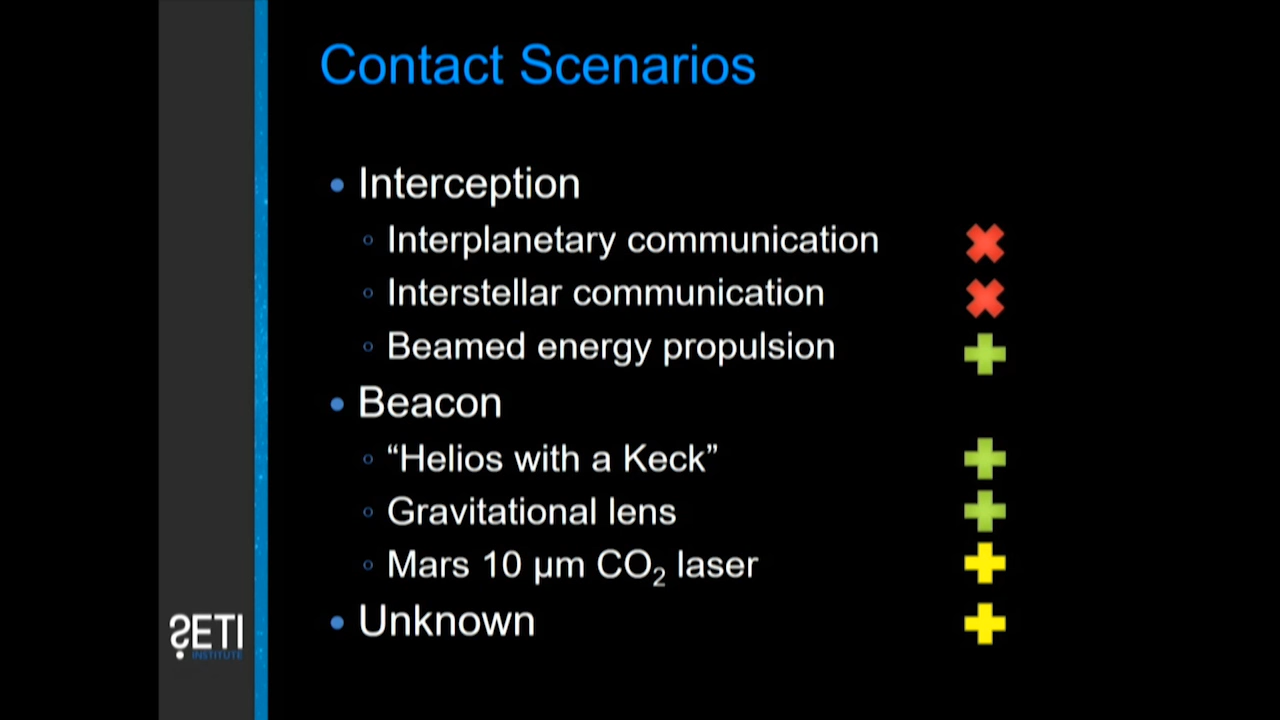 Contact Scenarios
Interception
Interplanetary communication
Interstellar communication
Beamed energy propulsion
Beacon
“Helios with a Keck”
Gravitational lens
Mars 10 μm CO₂ laser
Unknown
SETI
INSTITUTE